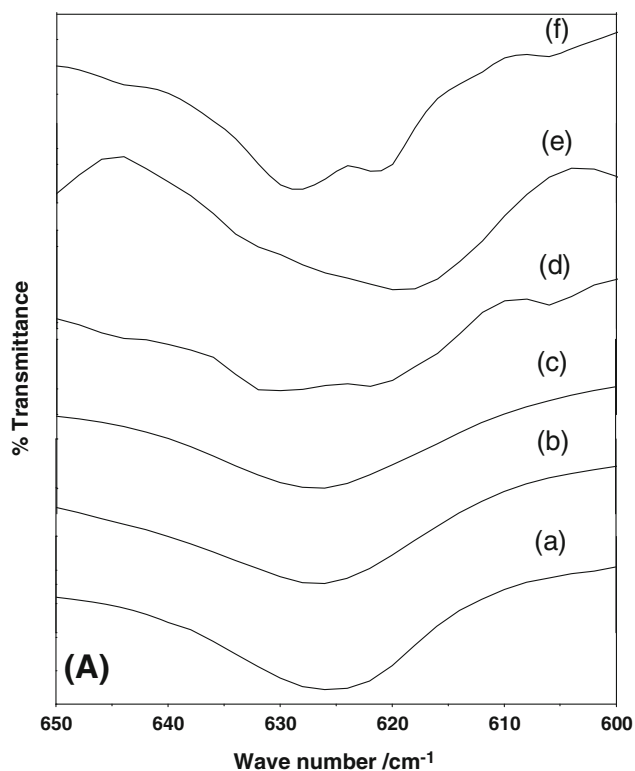 (f)
(e)
(d)
(c)
(b)
(a)
% Transmittance
(A)
650 640 630 620 610 600
Wave number /cm-1